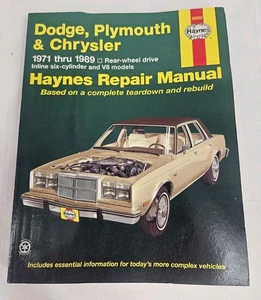 Dodge, Plymouth
& Chrysler
Haynes
1971 thru 1989 □ Rear-wheel drive
Inline six-cylinder and V8 models
Haynes Repair Manual
Based on a complete teardown and rebuild
Includes essential information for today's more complex vehicles